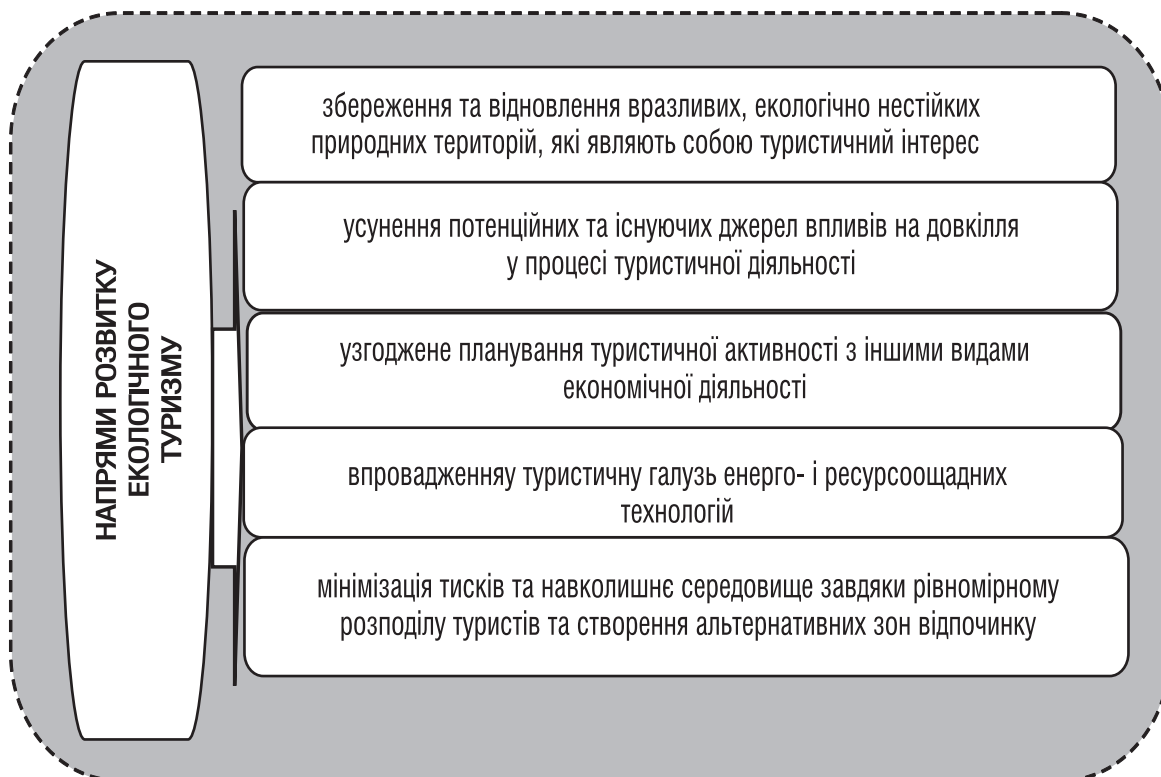 НАПРЯМИ РОЗВИТКУ
ЕКОЛОГІЧНОГО
ТУРИЗМУ
збереження та відновлення вразливих, екологічно нестійких
природних територій, які являють собою туристичний інтерес
усунення потенційних та існуючих джерел впливів на довкілля
у процесі туристичної діяльності
узгоджене планування туристичної активності з іншими видами
економічної діяльності
впровадженняу туристичну галузь енерго- і ресурсоощадних
технологій
мінімізація тисків та навколишнє середовище завдяки рівномірному
розподілу туристів та створення альтернативних зон відпочинку